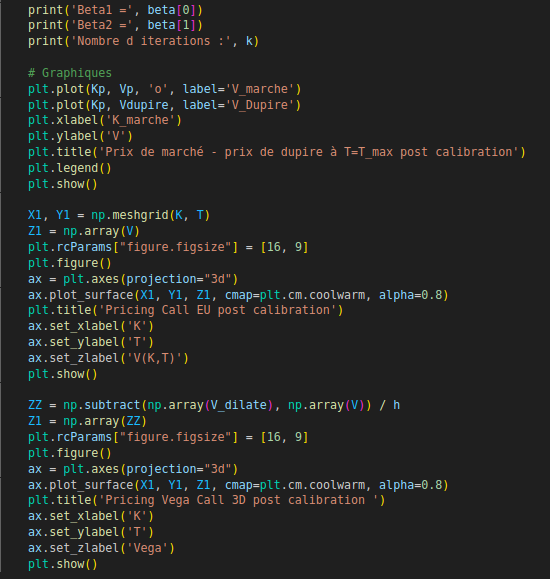 print('Beta1 =', beta[0])
print('Beta2 =', beta[1])
print('Nombre d iterations :', k)
# Graphiques
plt.plot(Kp, Vp, 'o', label='V_marche')
plt.plot(Kp, Vdupire, label='V_Dupire')
plt.xlabel('K_marche')
plt.ylabel('V')
plt.title('Prix de marché - prix de dupire à T=T_max post calibration')
plt.legend()
plt.show()
X1, Y1 = np.meshgrid(K, T)
Z1 = np.array(V)
plt.rcParams["figure.figsize"] = [16, 9]
plt.figure()
ax = plt.axes(projection="3d")
ax.plot_surface(X1, Y1, Z1, cmap=plt.cm.coolwarm, alpha=0.8)
plt.title('Pricing Call EU post calibration')
ax.set_xlabel('K')
ax.set_ylabel('T')
ax.set_zlabel('V(K,T)')
plt.show()
ZZ = np.subtract(np.array(V_dilate), np.array(V)) / h
Z1 = np.array(ZZ)
plt.rcParams["figure.figsize"] = [16, 9]
plt.figure()
ax = plt.axes(projection="3d")
ax.plot_surface(X1, Y1, Z1, cmap=plt.cm.coolwarm, alpha=0.8)
plt.title('Pricing Vega Call 3D post calibration ')
ax.set_xlabel('K')
ax.set_ylabel('T')
ax.set_zlabel('Vega')
plt.show()